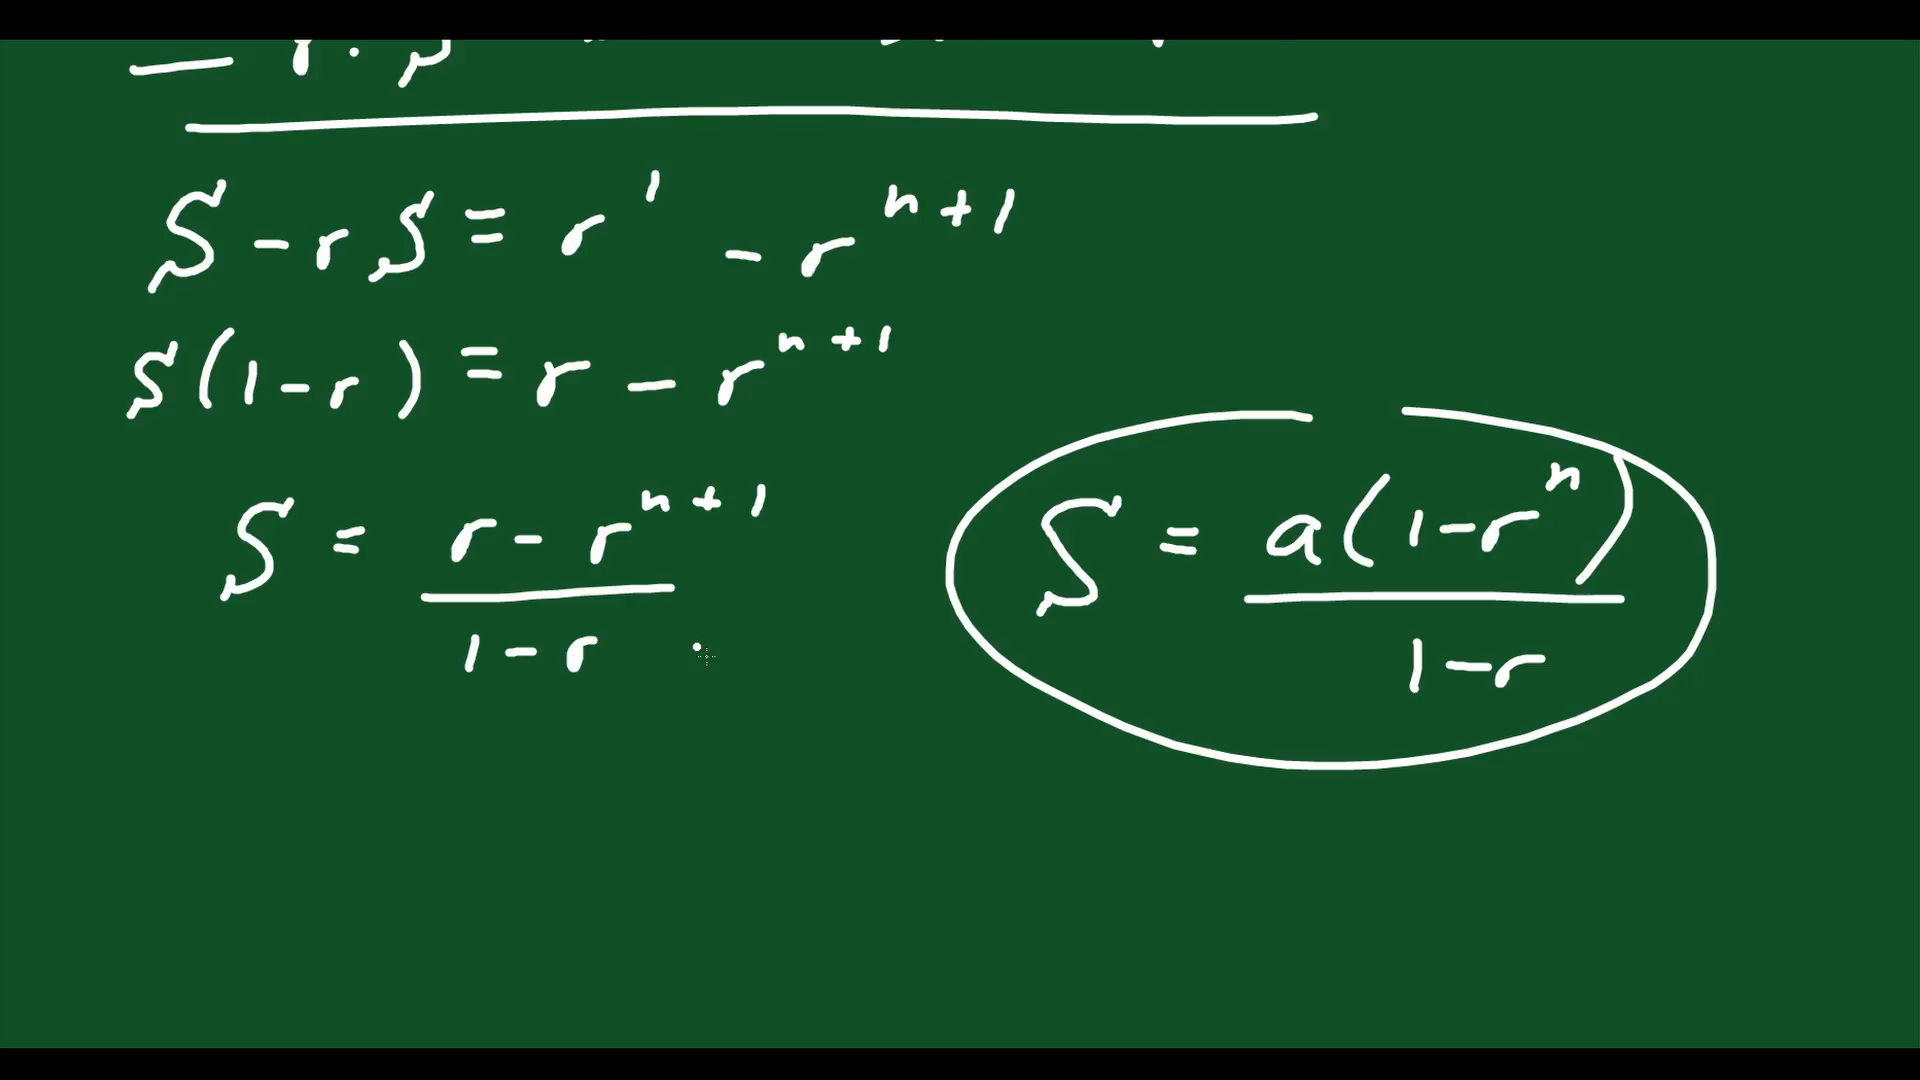 S - rS = r¹ - rⁿ⁺¹
S(1-r) = r - rⁿ⁺¹
S = r - rⁿ⁺¹
1 - r
S = a(1-rⁿ)
1-r